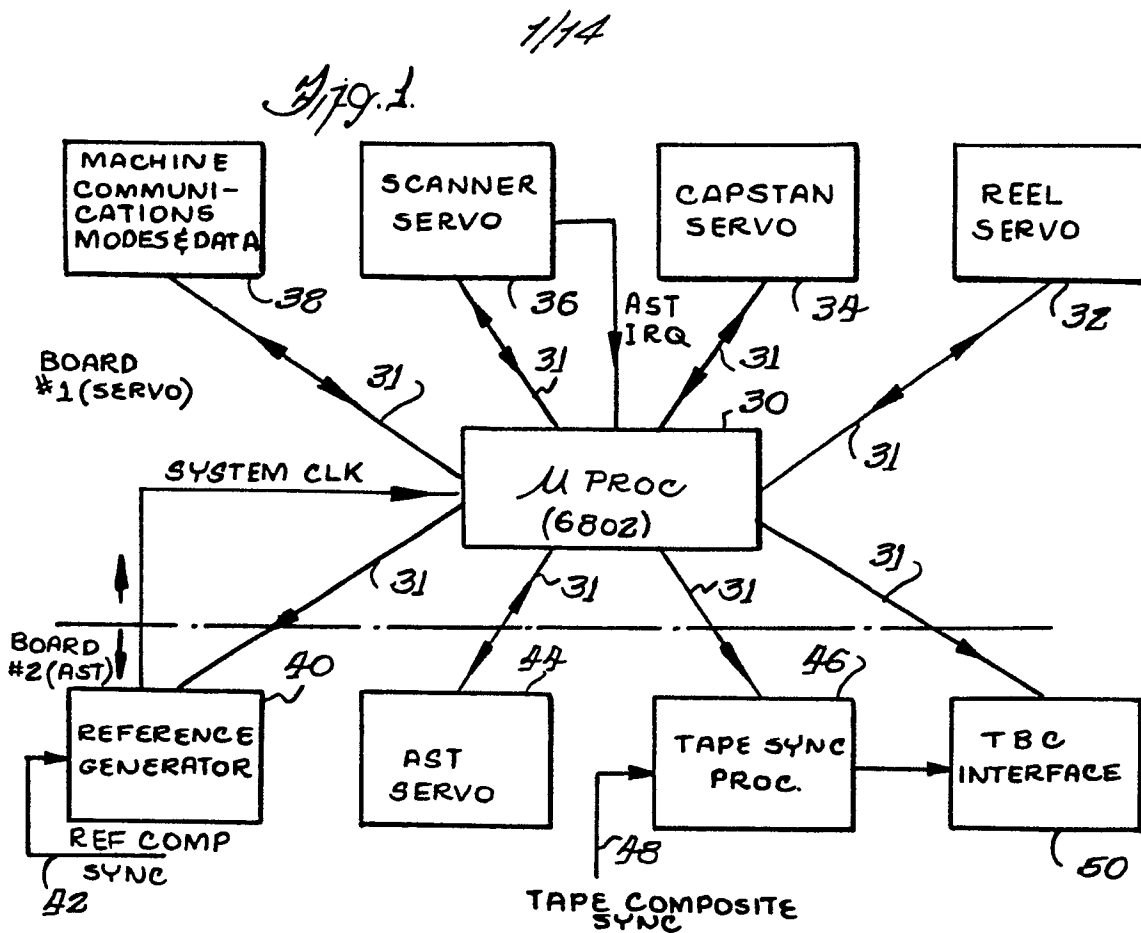 1/14
Fig. 1.
MACHINE
COMMUNI-
CATIONS
MODES & DATA
SCANNER
SERVO
CAPSTAN
SERVO
REEL
SERVO
38
36
34
32
AST
IRQ
BOARD
#1 (SERVO)
31
31
31
31
30
SYSTEM CLK
μ PROC
(6802)
31
31
31
31
BOARD
#2 (AST)
40
44
46
REFERENCE
GENERATOR
AST
SERVO
TAPE SYNC
PROC.
TBC
INTERFACE
REF COMP
SYNC
42
48
50
TAPE COMPOSITE
SYNC